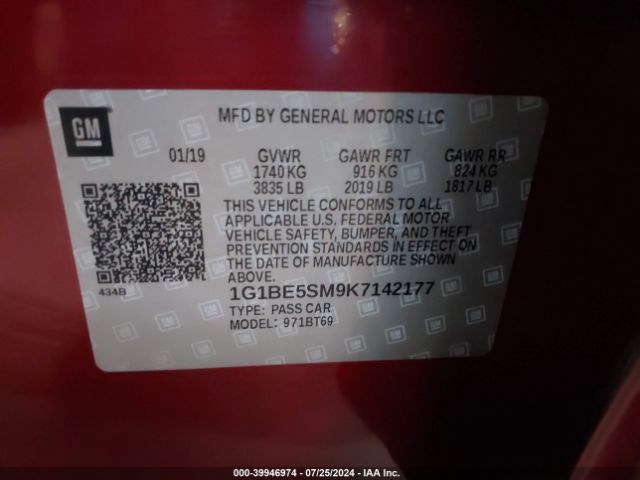 GM
MFD BY GENERAL MOTORS LLC
01/19 GVWR GAWR FRT GAWR RR
1740 KG 916 KG 824 KG
3835 LB 2019 LB 1817 LB
THIS VEHICLE CONFORMS TO ALL
APPLICABLE U.S. FEDERAL MOTOR
VEHICLE SAFETY, BUMPER, AND THEFT
PREVENTION STANDARDS IN EFFECT ON
THE DATE OF MANUFACTURE SHOWN
ABOVE.
434B
1G1BE5SM9K7142177
TYPE: PASS CAR
MODEL: 971BT69
000-39946974 - 07/25/2024 - IAA Inc.